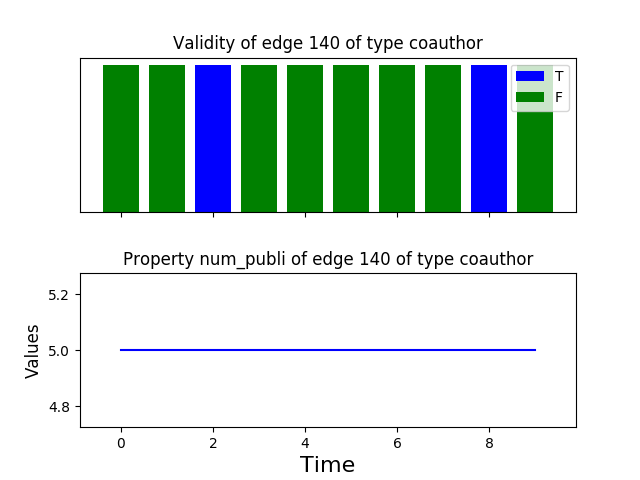 Validity of edge 140 of type coauthor
T
F
Property num_publi of edge 140 of type coauthor
5.2
5.0
4.8
Values
0 2 4 6 8
Time